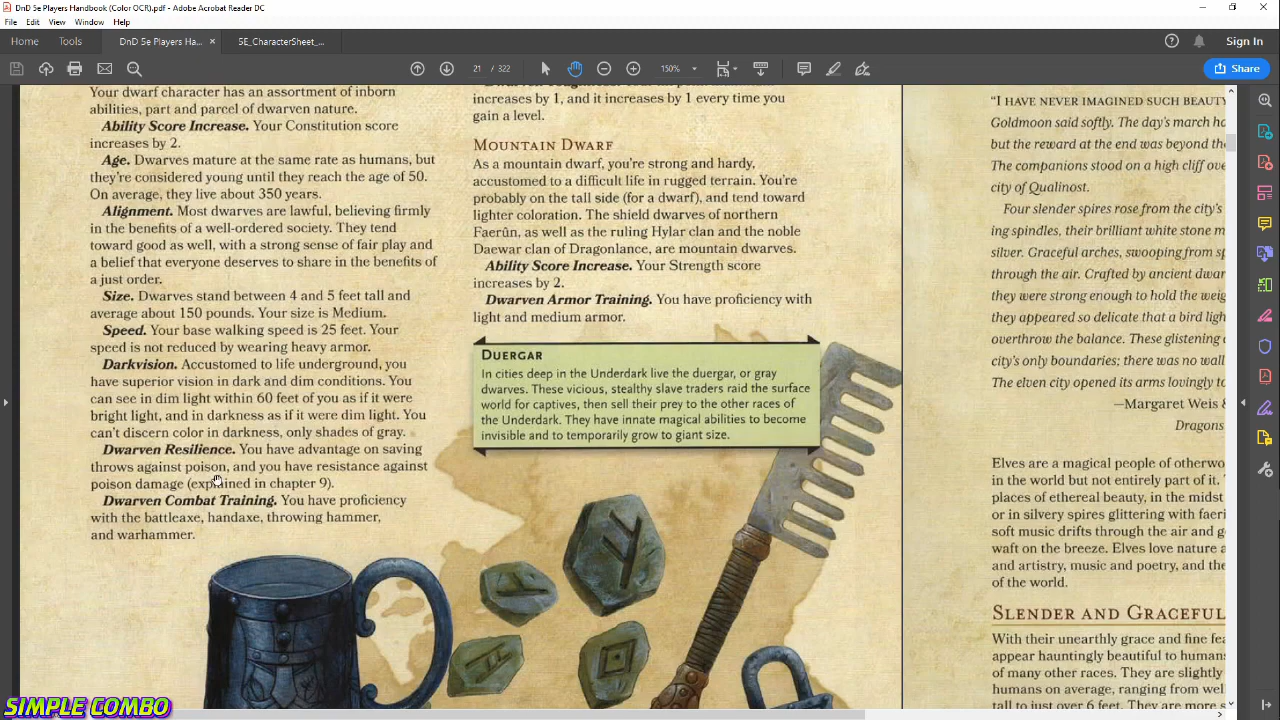 DnD 5e Players Handbook (Color OCR).pdf - Adobe Acrobat Reader DC
File Edit View Window Help
Home Tools DnD 5e Players Ha... × 5E_CharacterSheet_... Sign In
21 / 322 150% Share
Your dwarf character has an assortment of inborn
abilities, part and parcel of dwarven nature.
Ability Score Increase. Your Constitution score
increases by 2.
Age. Dwarves mature at the same rate as humans, but
they're considered young until they reach the age of 50.
On average, they live about 350 years.
Alignment. Most dwarves are lawful, believing firmly
in the benefits of a well-ordered society. They tend
toward good as well, with a strong sense of fair play and
a belief that everyone deserves to share in the benefits of
a just order.
Size. Dwarves stand between 4 and 5 feet tall and
average about 150 pounds. Your size is Medium.
Speed. Your base walking speed is 25 feet. Your
speed is not reduced by wearing heavy armor.
Darkvision. Accustomed to life underground, you
have superior vision in dark and dim conditions. You
can see in dim light within 60 feet of you as if it were
bright light, and in darkness as if it were dim light. You
can't discern color in darkness, only shades of gray.
Dwarven Resilience. You have advantage on saving
throws against poison, and you have resistance against
poison damage (explained in chapter 9).
Dwarven Combat Training. You have proficiency
with the battleaxe, handaxe, throwing hammer,
and warhammer.
increases by 1, and it increases by 1 every time you
gain a level.
MOUNTAIN DWARF
As a mountain dwarf, you're strong and hardy,
accustomed to a difficult life in rugged terrain. You're
probably on the tall side (for a dwarf), and tend toward
lighter coloration. The shield dwarves of northern
Faerûn, as well as the ruling Hylar clan and the noble
Daewar clan of Dragonlance, are mountain dwarves.
Ability Score Increase. Your Strength score
increases by 2.
Dwarven Armor Training. You have proficiency with
light and medium armor.
DUERGAR
In cities deep in the Underdark live the duergar, or gray
dwarves. These vicious, stealthy slave traders raid the surface
world for captives, then sell their prey to the other races of
the Underdark. They have innate magical abilities to become
invisible and to temporarily grow to giant size.
"I HAVE NEVER IMAGINED SUCH BEAUTY
Goldmoon said softly. The day's march ha
but the reward at the end was beyond the
The companions stood on a high cliff ove
city of Qualinost.
Four slender spires rose from the city's
ing spindles, their brilliant white stone m
silver. Graceful arches, swooping from sp
through the air. Crafted by ancient dwar
they were strong enough to hold the weig
they appeared so delicate that a bird ligh
overthrow the balance. These glistening
city's only boundaries; there was no wall
The elven city opened its arms lovingly to
—Margaret Weis &
Dragons
Elves are a magical people of otherwo
in the world but not entirely part of it.
places of ethereal beauty, in the midst
or in silvery spires glittering with faeri
soft music drifts through the air and g
waft on the breeze. Elves love nature a
and artistry, music and poetry, and the
of the world.
SLENDER AND GRACEFUL
With their unearthly grace and fine fea
appear hauntingly beautiful to humans
of many other races. They are slightly
humans on average, ranging from well
tall to just over 6 feet. They are more s
SIMPLE COMBO